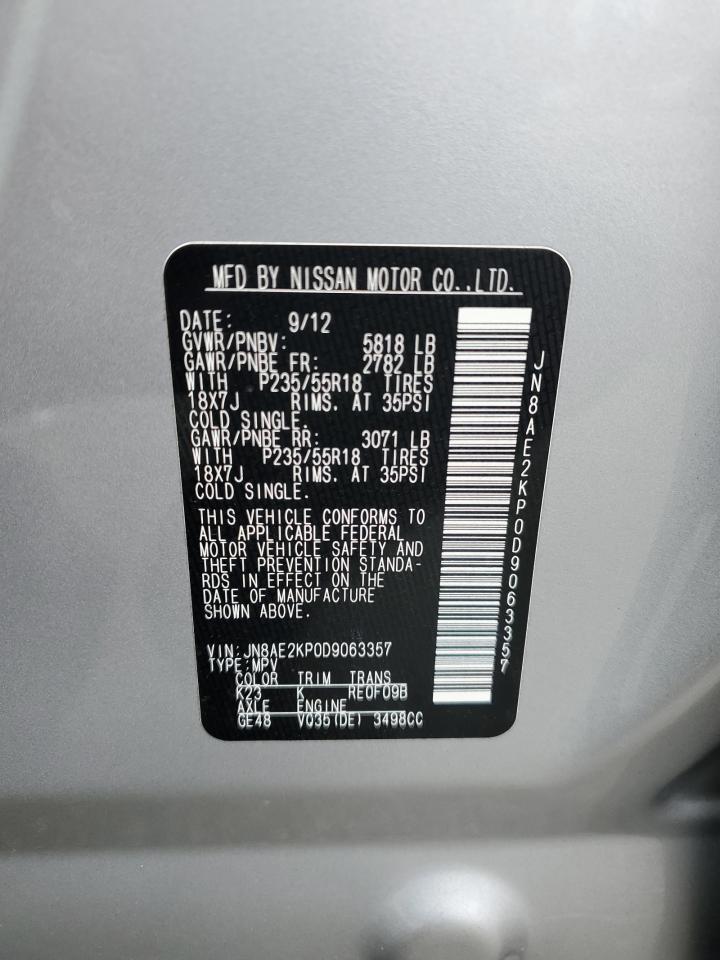 MFD BY NISSAN MOTOR CO.,LTD.
DATE: 9/12
GVWR/PNBV: 5818 LB
GAWR/PNBE FR: 2782 LB
WITH P235/55R18 TIRES
18X7J RIMS. AT 35PSI
COLD SINGLE.
GAWR/PNBE RR: 3071 LB
WITH P235/55R18 TIRES
18X7J RIMS. AT 35PSI
COLD SINGLE.
THIS VEHICLE CONFORMS TO
ALL APPLICABLE FEDERAL
MOTOR VEHICLE SAFETY AND
THEFT PREVENTION STANDA-
RDS IN EFFECT ON THE
DATE OF MANUFACTURE
SHOWN ABOVE.
VIN:JN8AE2KP0D9063357
TYPE:MPV
COLOR TRIM TRANS
K23 K RE0F09B
AXLE ENGINE
GE48 VQ35(DE) 3498CC
JN8AE2KP0D9063357